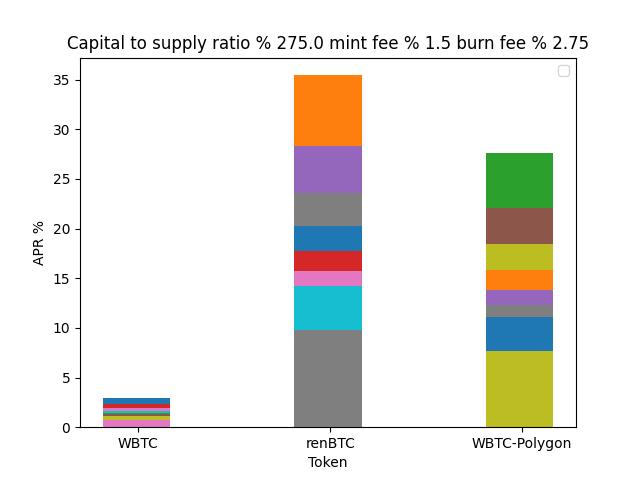 Capital to supply ratio % 275.0 mint fee % 1.5 burn fee % 2.75
APR %
35
30
25
20
15
10
5
0
WBTC renBTC WBTC-Polygon
Token